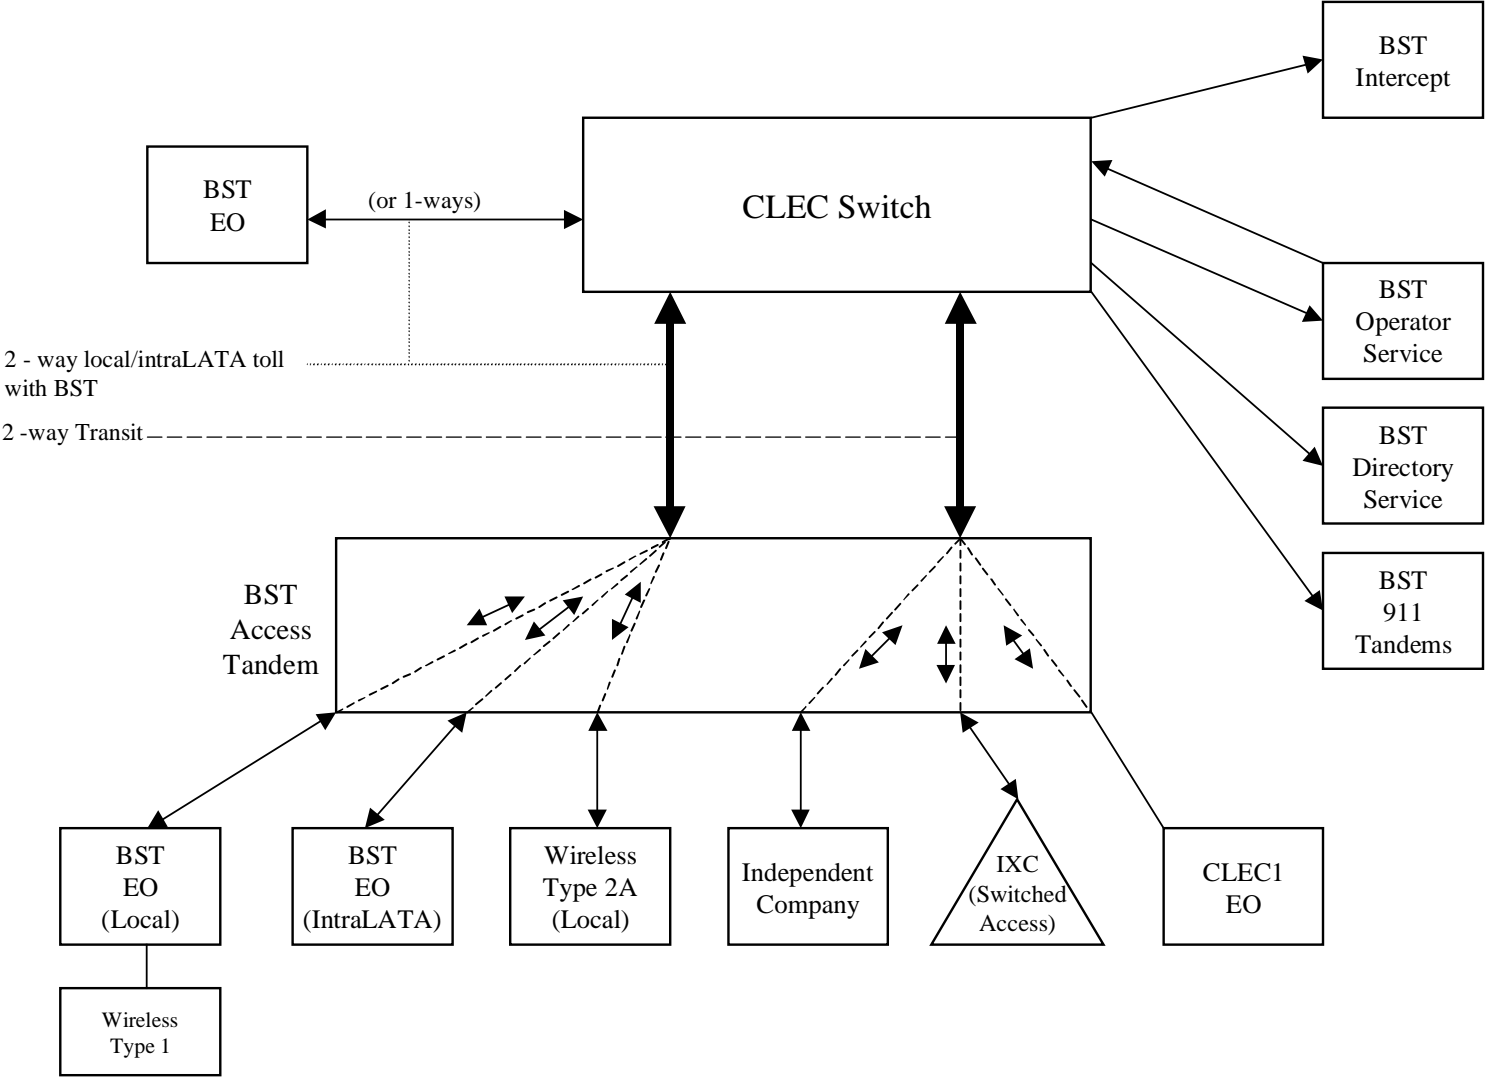 BST
Intercept
BST
EO
(or 1-ways)
CLEC Switch
BST
Operator
Service
2 - way local/intraLATA toll
with BST
2 -way Transit
BST
Directory
Service
BST
911
Tandems
BST
Access
Tandem
BST
EO
(Local)
BST
EO
(IntraLATA)
Wireless
Type 2A
(Local)
Independent
Company
IXC
(Switched
Access)
CLEC1
EO
Wireless
Type 1